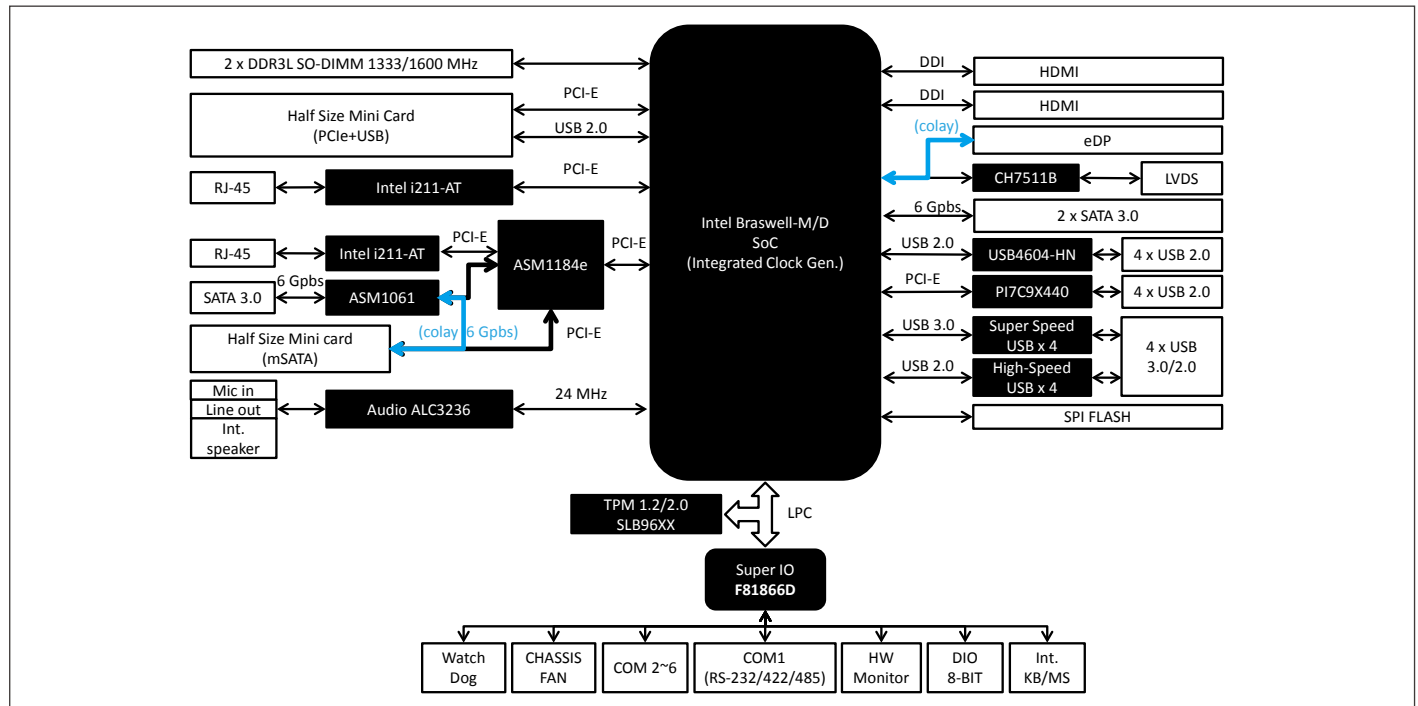 2 x DDR3L SO-DIMM 1333/1600 MHz
Half Size Mini Card
(PCIe+USB)
PCI-E
USB 2.0
RJ-45
Intel i211-AT
PCI-E
RJ-45
Intel i211-AT
PCI-E
ASM1184e
PCI-E
SATA 3.0
6 Gpbs
ASM1061
Half Size Mini card
(mSATA)
(colay 6 Gpbs)
PCI-E
Mic in
Line out
Int.
speaker
Audio ALC3236
24 MHz
Intel Braswell-M/D
SoC
(Integrated Clock Gen.)
DDI
HDMI
DDI
HDMI
(colay)
eDP
CH7511B
LVDS
6 Gpbs
2 x SATA 3.0
USB 2.0
USB4604-HN
4 x USB 2.0
PCI-E
PI7C9X440
4 x USB 2.0
USB 3.0
Super Speed
USB x 4
USB 2.0
High-Speed
USB x 4
4 x USB
3.0/2.0
SPI FLASH
TPM 1.2/2.0
SLB96XX
LPC
Super IO
F81866D
Watch
Dog
CHASSIS
FAN
COM 2~6
COM1
(RS-232/422/485)
HW
Monitor
DIO
8-BIT
Int.
KB/MS